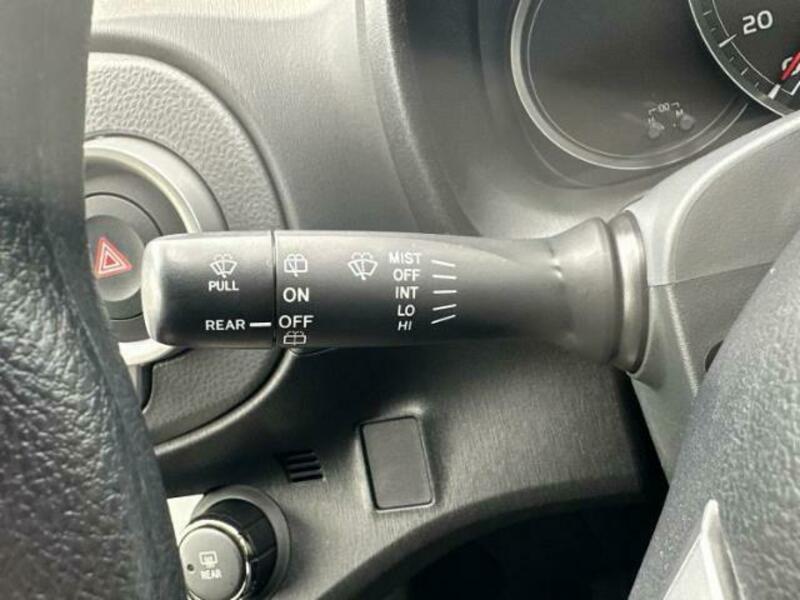 20
PULL
REAR
ON
OFF
MIST
OFF
INT
LO
HI
REAR